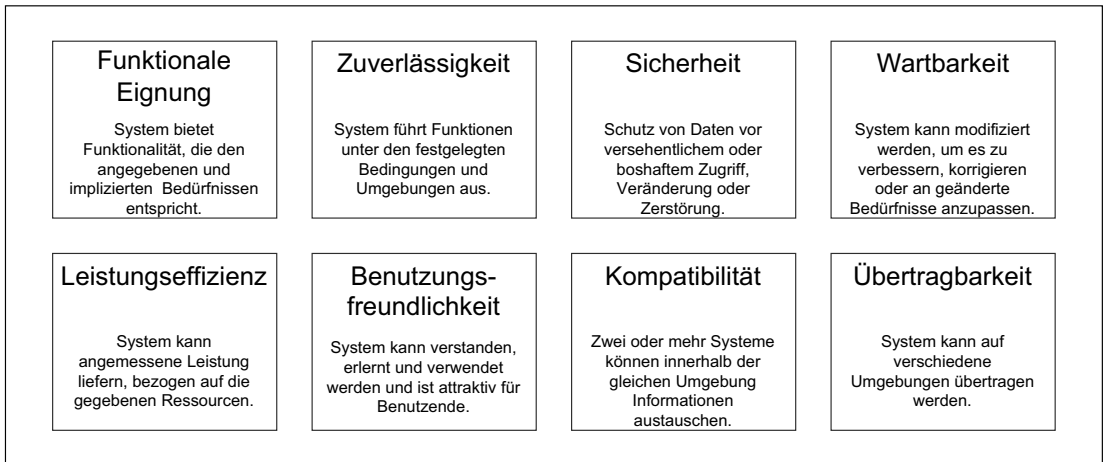 Funktionale
Eignung
System bietet
Funktionalität, die den
angegebenen und
implizierten Bedürfnissen
entspricht.
Zuverlässigkeit
System führt Funktionen
unter den festgelegten
Bedingungen und
Umgebungen aus.
Sicherheit
Schutz von Daten vor
versehentlichem oder
boshaftem Zugriff,
Veränderung oder
Zerstörung.
Wartbarkeit
System kann modifiziert
werden, um es zu
verbessern, korrigieren
oder an geänderte
Bedürfnisse anzupassen.
Leistungseffizienz
System kann
angemessene Leistung
liefern, bezogen auf die
gegebenen Ressourcen.
Benutzungs-
freundlichkeit
System kann verstanden,
erlernt und verwendet
werden und ist attraktiv für
Benutzende.
Kompatibilität
Zwei oder mehr Systeme
können innerhalb der
gleichen Umgebung
Informationen
austauschen.
Übertragbarkeit
System kann auf
verschiedene
Umgebungen übertragen
werden.